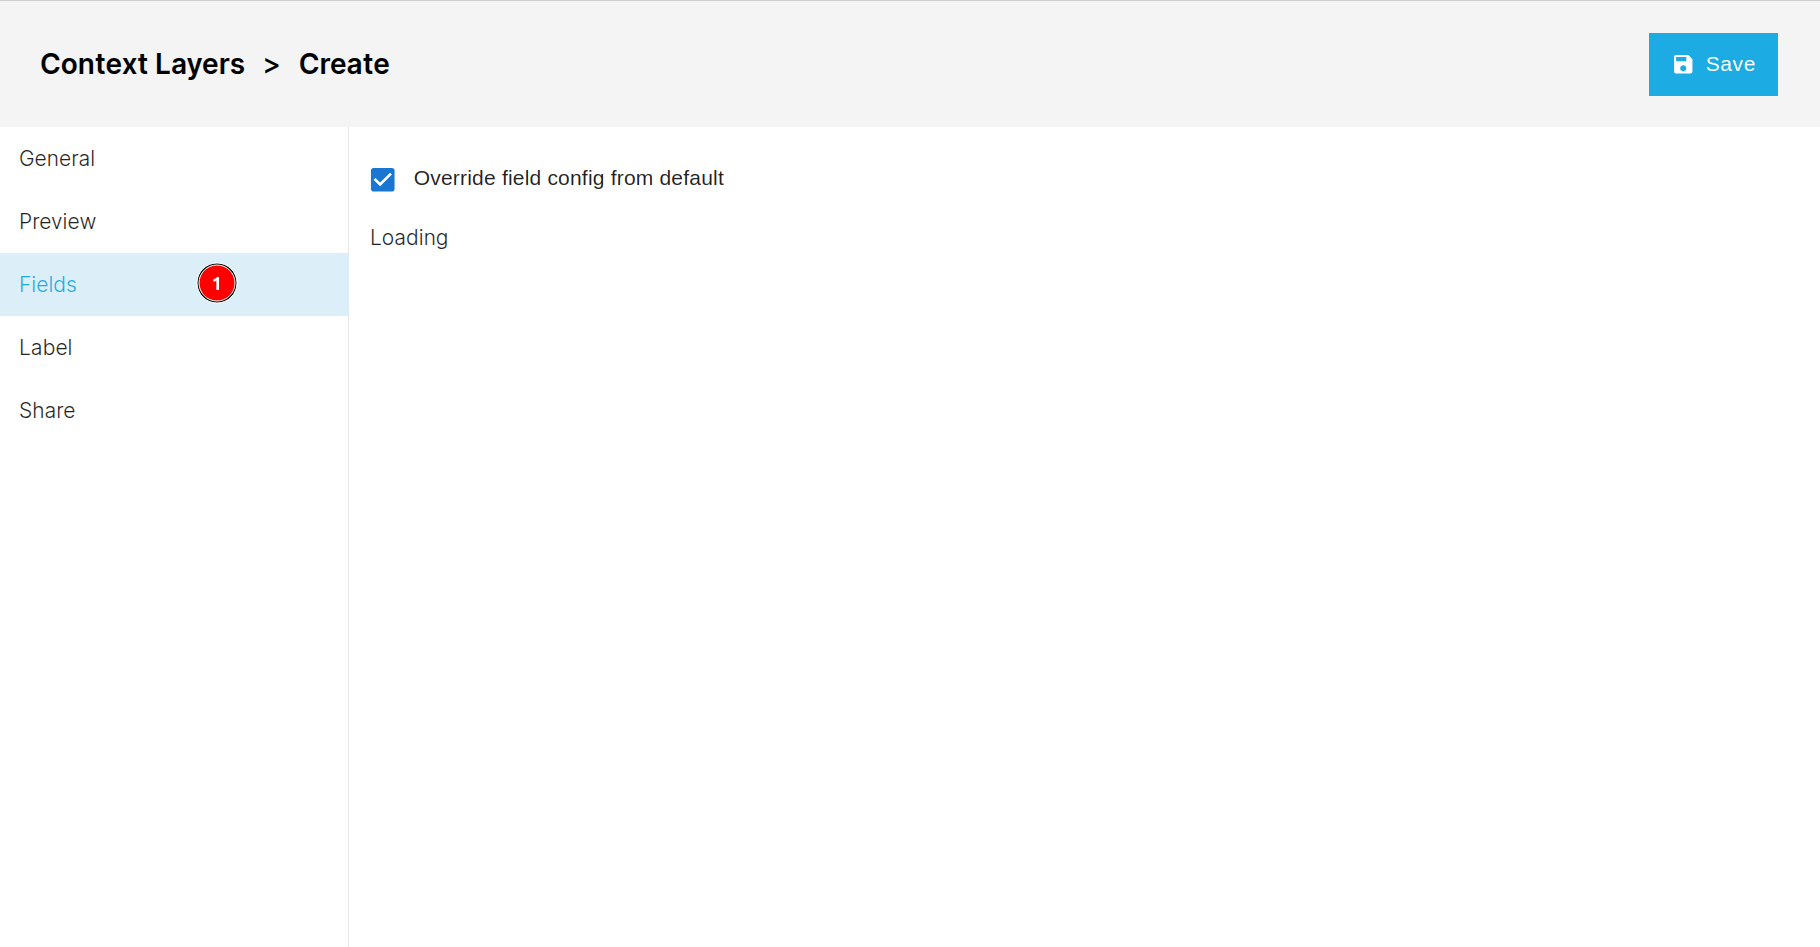 Context Layers > Create
Save
General
Preview
Fields
1
Label
Share
Override field config from default
Loading